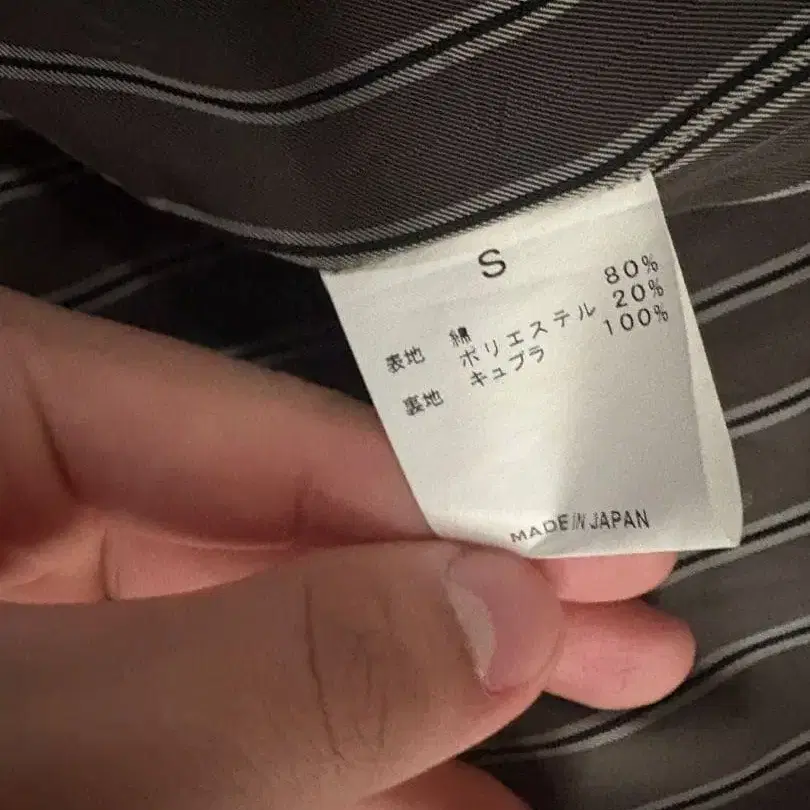 S
表地 綿 80%
ポリエステル 20%
裏地 キュプラ 100%
MADE IN JAPAN